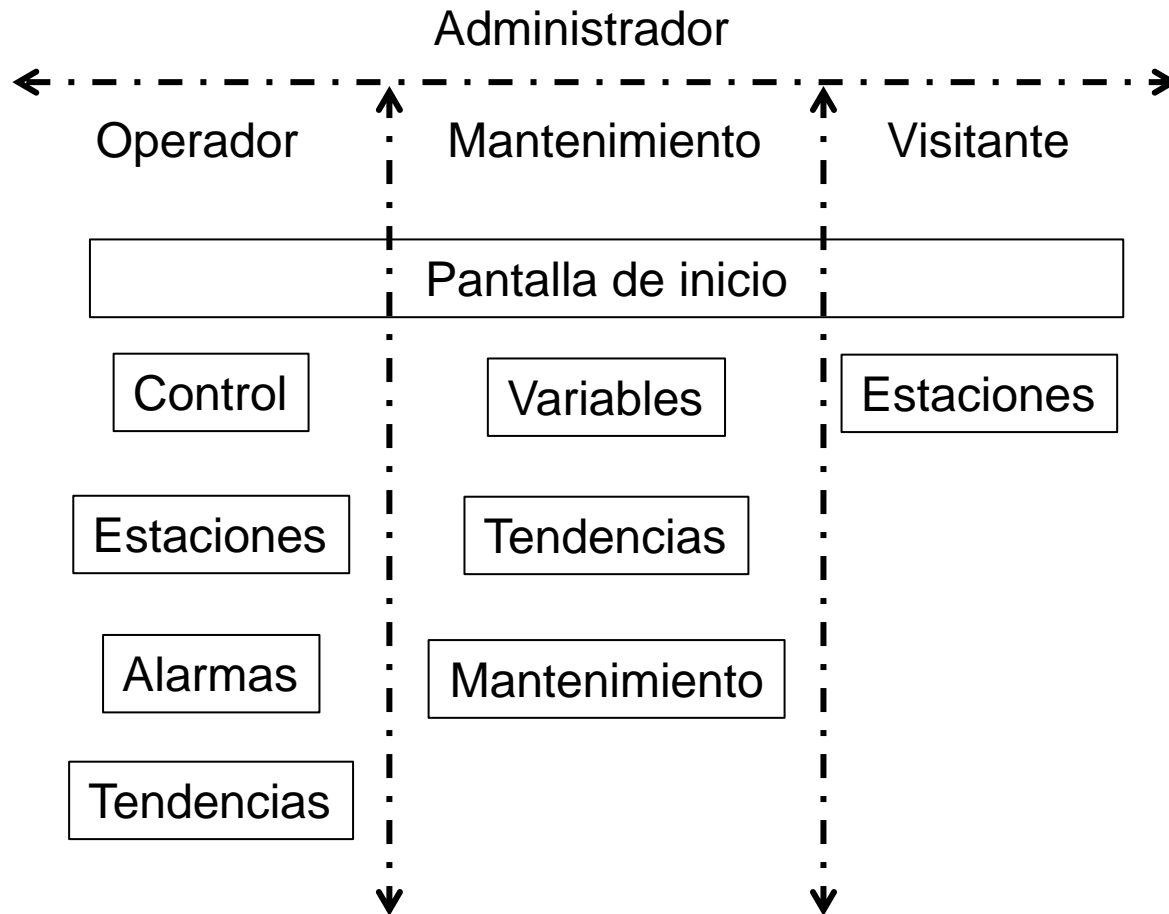 Administrador
Operador
Mantenimiento
Visitante
Pantalla de inicio
Control
Variables
Estaciones
Estaciones
Tendencias
Alarmas
Mantenimiento
Tendencias